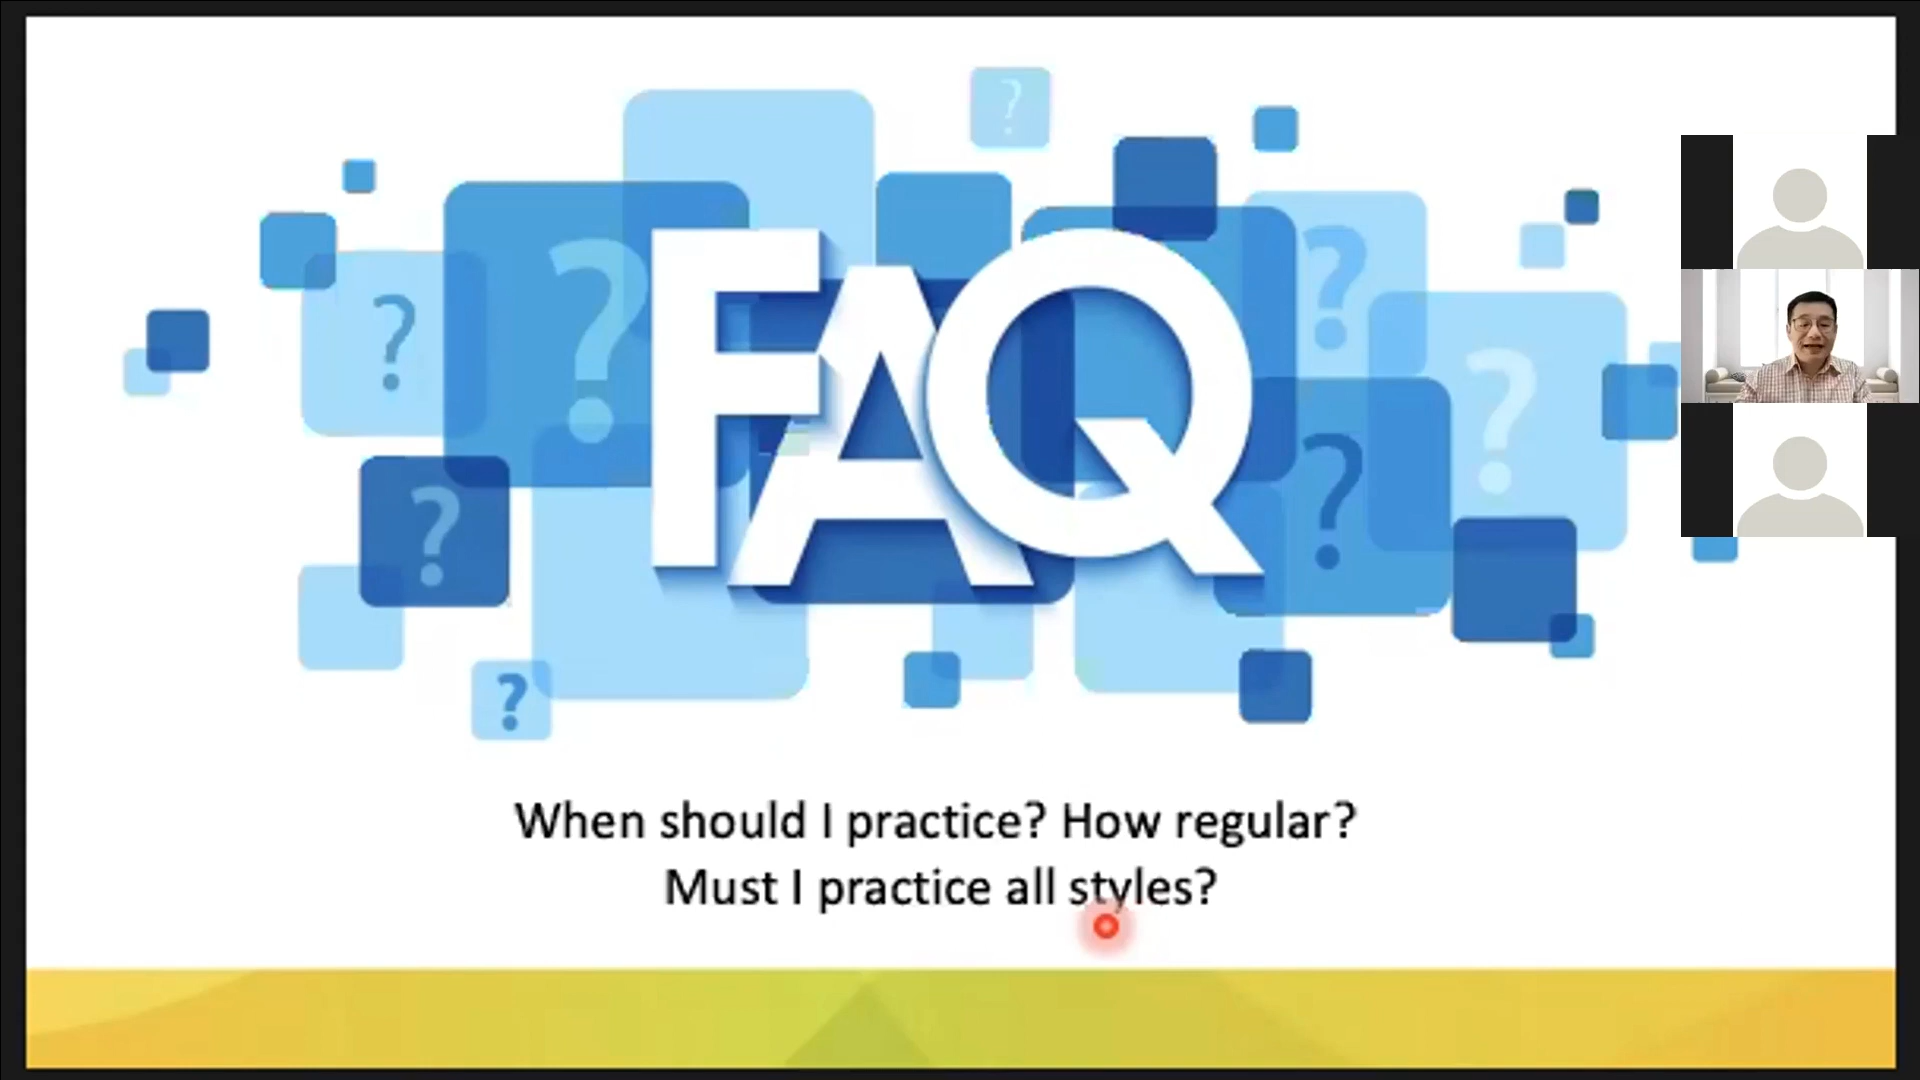 FAQ
When should I practice? How regular?
Must I practice all styles?